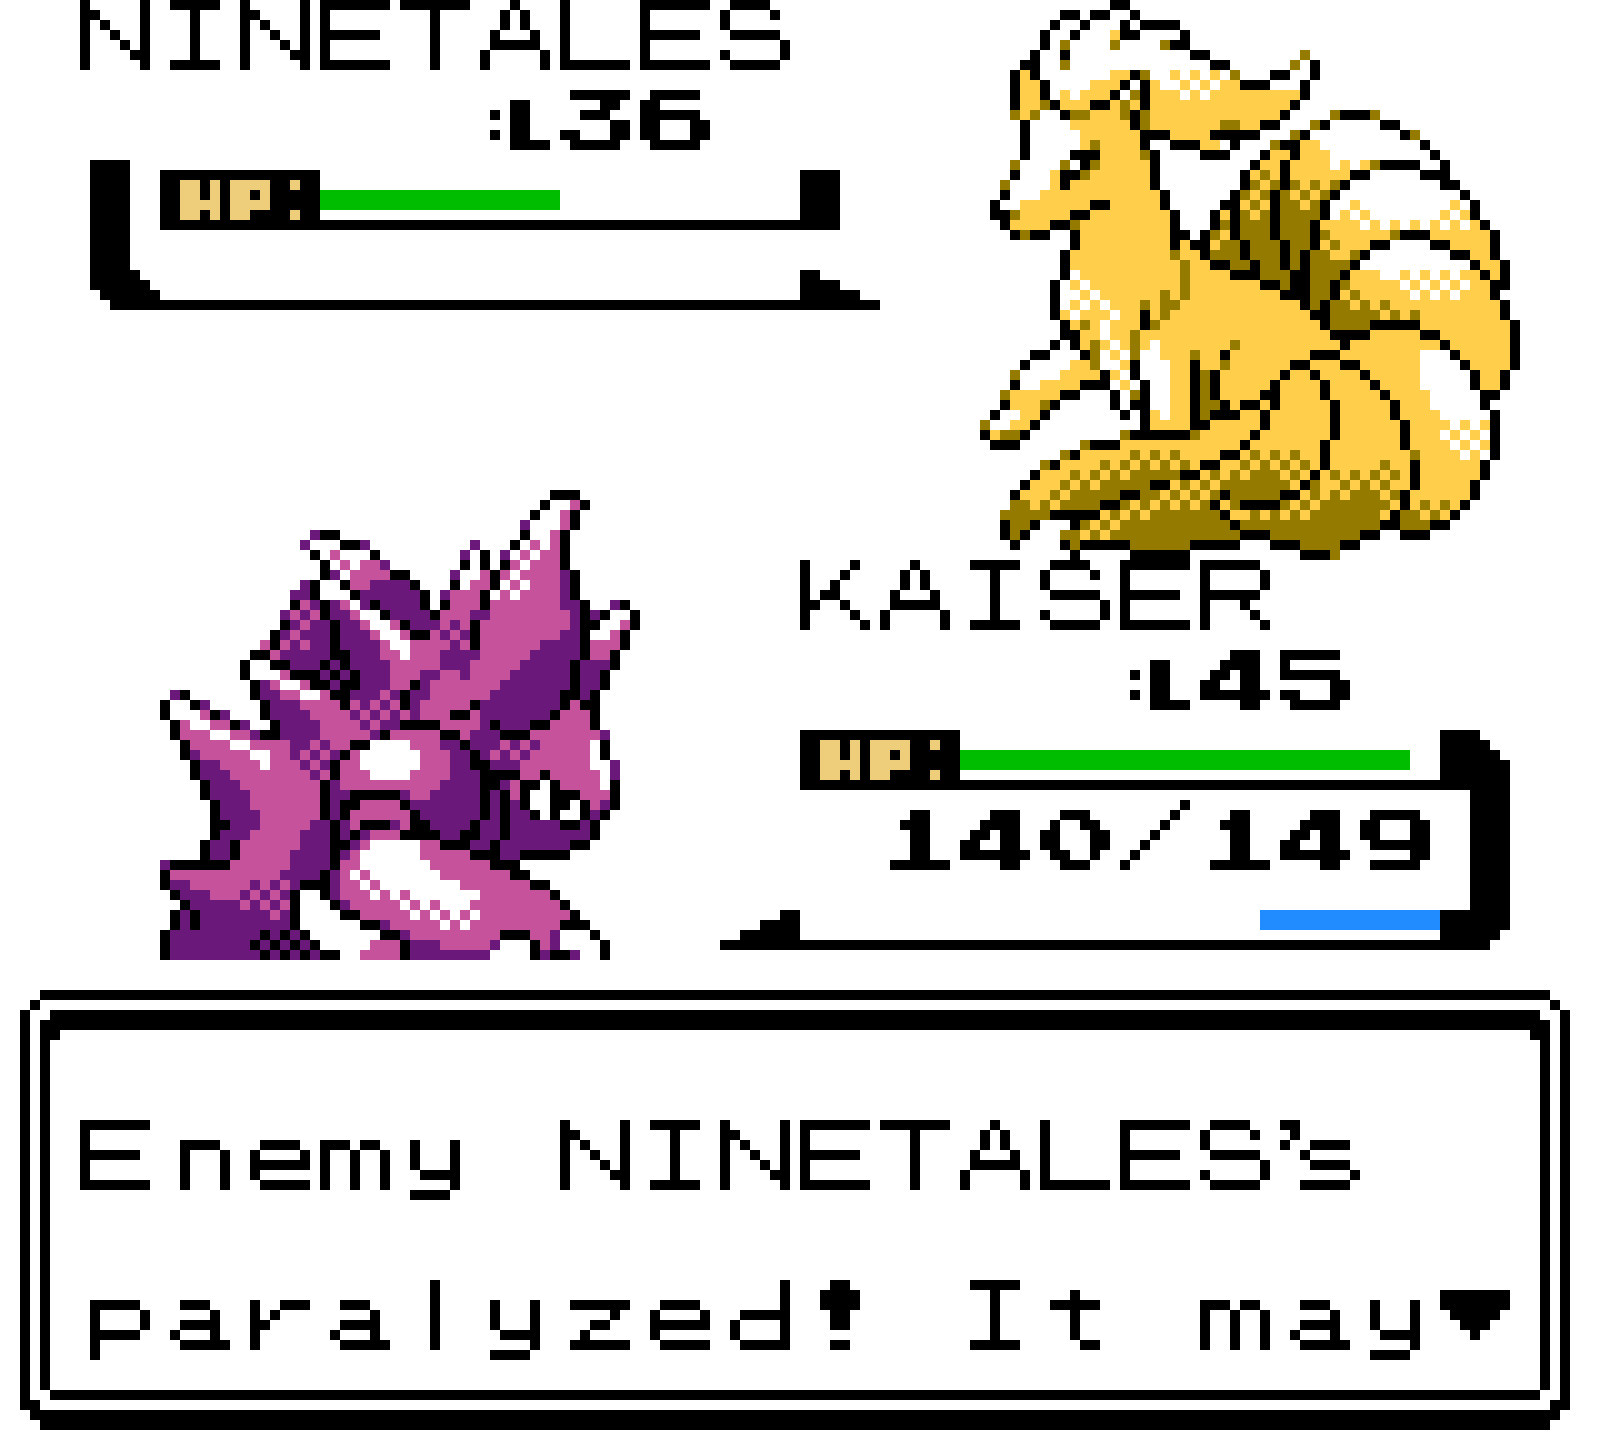 NINETALES
:L36
HP:
KAISER
:L45
HP:
140/149
Enemy NINETALES's
paralyzed! It may▼